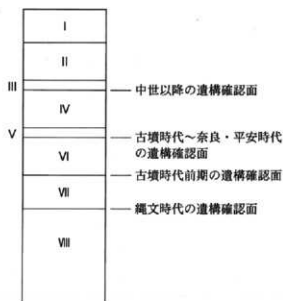 I
II
III
中世以降の遺構確認面
IV
V
古墳時代～奈良・平安時代
の遺構確認面
VI
古墳時代前期の遺構確認面
VII
縄文時代の遺構確認面
VIII